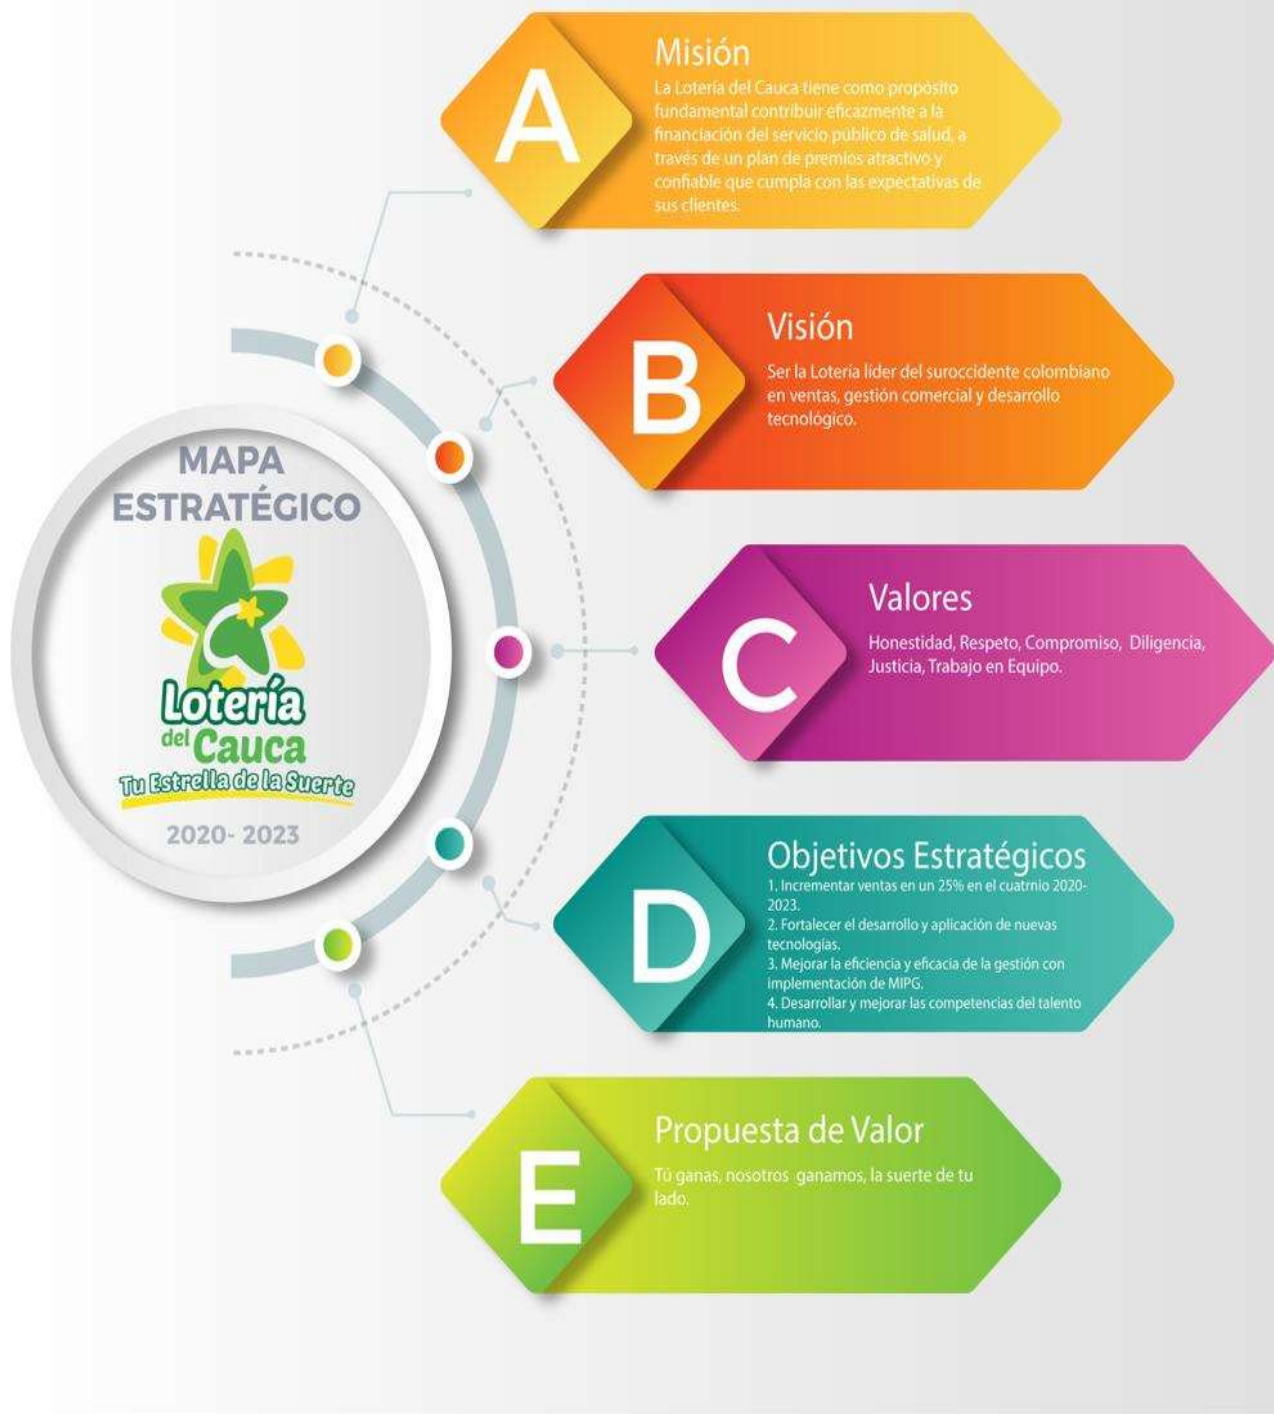 MAPA
ESTRATÉGICO
Lotería
del Cauca
Tu Estrella de la Suerte
2020- 2023
A
Misión
La Lotería del Cauca tiene como propósito
fundamental contribuir eficazmente a la
financiación del servicio público de salud, a
través de un plan de premios atractivo y
confiable que cumpla con las expectativas de
sus clientes.
B
Visión
Ser la Lotería líder del suroccidente colombiano
en ventas, gestión comercial y desarrollo
tecnológico.
C
Valores
Honestidad, Respeto, Compromiso, Diligencia,
Justicia, Trabajo en Equipo.
D
Objetivos Estratégicos
1. Incrementar ventas en un 25% en el cuatrnio 2020-
2023.
2. Fortalecer el desarrollo y aplicación de nuevas
tecnologías.
3. Mejorar la eficiencia y eficacia de la gestión con
implementación de MIPG.
4. Desarrollar y mejorar las competencias del talento
humano.
E
Propuesta de Valor
Tú ganas, nosotros ganamos, la suerte de tu
lado.